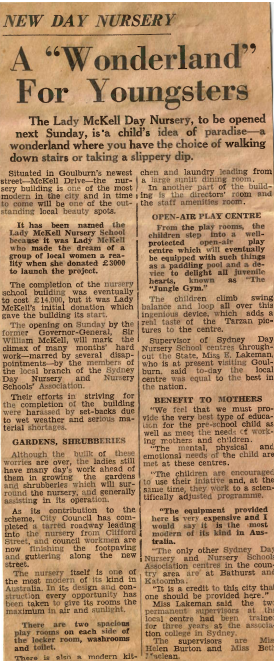 NEW DAY NURSERY
A "Wonderland"
For Youngsters
The Lady McKell Day Nursery, to be opened
next Sunday, is a child's idea of paradise—a
wonderland where you have the choice of walking
down stairs or taking a slippery dip.
Situated in Goulburn's newest
street—McKell Drive—the nur-
sery building is one of the most
modern in the city and in time
to come will be one of the out-
standing local beauty spots.
It has been named the
Lady McKell Nursery School
because it was Lady McKell
who made the dream of a
group of local women a rea-
lity when she donated £3000
to launch the project.
The completion of the nursery
school building was eventually
to cost £14,000, but it was Lady
McKell's initial donation which
gave the building its start.
The opening on Sunday by the
former Governor-General, Sir
William McKell, will mark the
climax of many months' hard
work—marred by several disap-
pointments—by the members of
the local branch of the Sydney
Day Nursery and Nursery
Schools' Association.
Their efforts in striving for
the completion of the building
were harassed by set-backs due
to wet weather and serious ma-
terial shortages.
GARDENS, SHRUBBERIES
Although the bulk of these
worries are over, the ladies still
have many day's work ahead of
them in growing the gardens
and shrubberies which will sur-
round the nursery, and generally
assisting in its operation.
As its contribution to the
scheme, City Council has com-
pleted a tarred roadway leading
into the nursery from Clifford
Street, and council workmen are
now finishing the footpaving
and guttering along the new
street.
The nursery itself is one of
the most modern of its kind in
Australia. In its design and con-
struction every opportunity has
been taken to give its rooms the
maximum in air and sunlight.
There are two spacious
play rooms on each side of
the locker room, washrooms
and toilet.
There is also a modern kit-
chen and laundry leading from
a large sunlit dining room.
In another part of the build-
ing is the directors' room and
the staff amenities room.
OPEN-AIR PLAY CENTRE
From the play rooms, the
children step into a well-
protected open-air play
centre which will eventually
be equipped with such things
as a padding pool and a de-
vice to delight all juvenile
hearts, known as "The
Jungle Gym."
The children climb swing
balance and loop all over this
ingenious device, which adds a
real taste of the Tarzan pic-
tures to the centre.
Supervisor of Sydney Day
Nursery School centres through-
out the State, Miss E. Lakeman,
who is at present visiting Goul-
burn, said to-day the local
centre was equal to the best in
the nation.
BENEFIT TO MOTHERS
"We feel that we must pro-
vide the very best type of educa-
tion for the pre-school child as
well as meet the needs of work-
ing mothers and children.
"The mental, physical and
emotional needs of the child are
met at these centres.
"The children are encouraged
to use their initiative and, at the
same time, they work to a scien-
tifically adjusted programme.
"The equipment provided
here is very expensive and I
would say it is the most
modern of its kind in Aus-
tralia.
"The only other Sydney Day
Nursery and Nursery School
Association centres in the coun-
try area are at Bathurst and
Katoomba.
"It is a credit to this city that
one should be provided here."
Miss Lakeman said the two
permanent supervisors at the
local centre had been trained
for three years at the associa-
tion college in Sydney.
The supervisors are Miss
Helen Burton and Miss